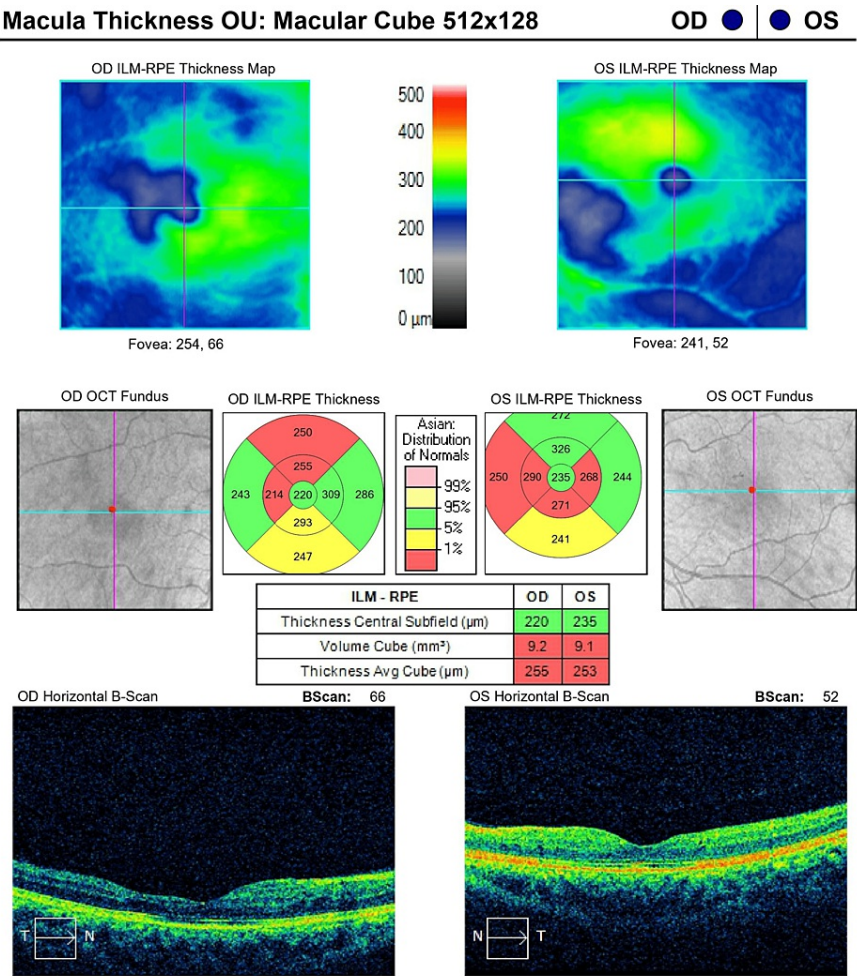 Macula Thickness OU: Macular Cube 512x128
OD
OS
OD ILM-RPE Thickness Map
OS ILM-RPE Thickness Map
500
400
300
200
100
0 μm
Fovea: 254, 66
Fovea: 241, 52
OD OCT Fundus
OD ILM-RPE Thickness
OS ILM-RPE Thickness
OS OCT Fundus
250
255
243
214
220
309
286
293
247
Asian:
Distribution
of Normals
99%
95%
5%
1%
272
326
250
290
235
268
244
271
241
ILM - RPE OD OS
Thickness Central Subfield (μm) 220 235
Volume Cube (mm³) 9.2 9.1
Thickness Avg Cube (μm) 255 253
OD Horizontal B-Scan BScan: 66
OS Horizontal B-Scan BScan: 52
T N
N T